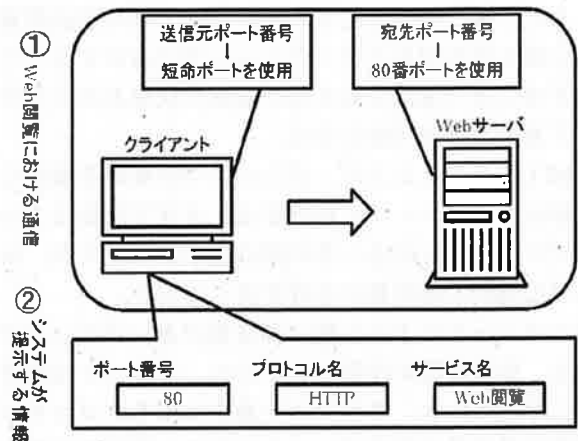 ① Web閲覧における通信
送信元ポート番号
↓
短命ポートを使用
宛先ポート番号
↓
80番ポートを使用
クライアント
Webサーバ
② システムが
提示する情報
ポート番号
プロトコル名
サービス名
80
HTTP
Web閲覧